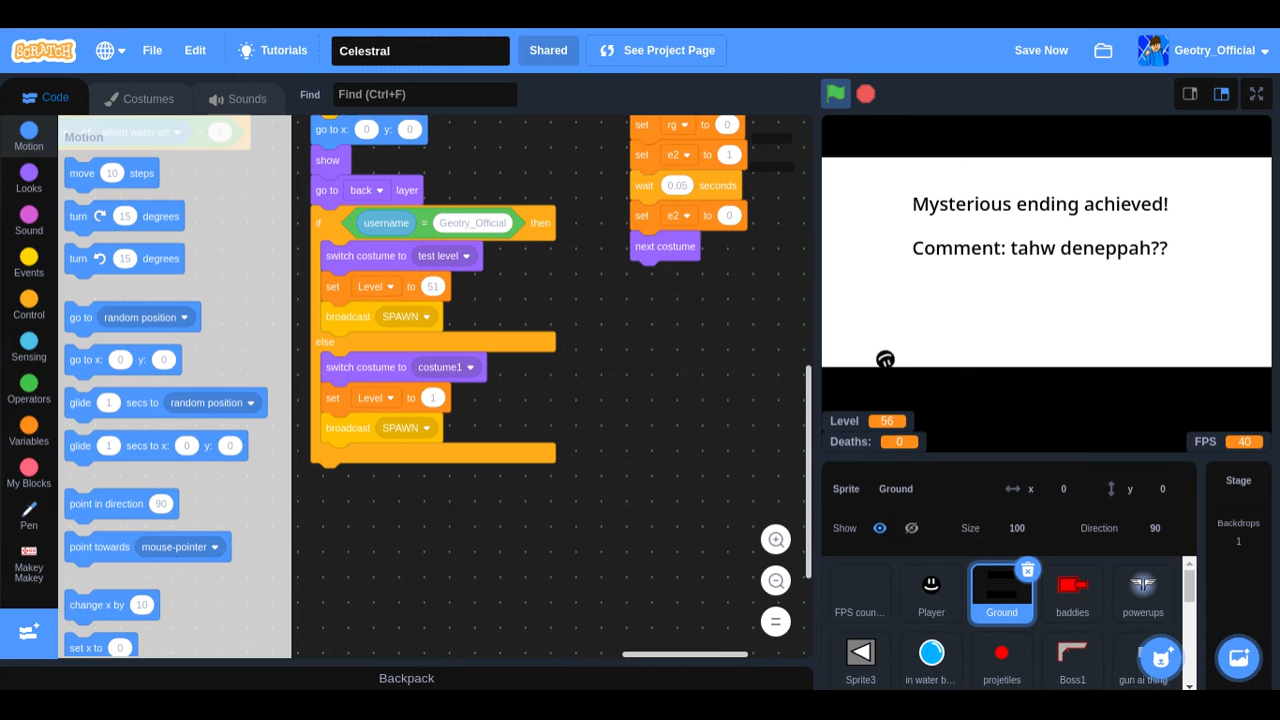 SCRATCH File Edit Tutorials Celestral Shared See Project Page Save Now Geotry_Official
Code Costumes Sounds Find Find (Ctrl+F)
Motion
Looks
Sound
Events
Control
Sensing
Operators
Variables
My Blocks
Pen
Makey
Makey
Motion
move 10 steps
turn 15 degrees
turn 15 degrees
go to random position
go to x: 0 y: 0
glide 1 secs to random position
glide 1 secs to x: 0 y: 0
point in direction 90
point towards mouse-pointer
change x by 10
set x to 0
go to x: 0 y: 0
show
go to back layer
if username = Geotry_Official then
switch costume to test level
set Level to 51
broadcast SPAWN
else
switch costume to costume1
set Level to 1
broadcast SPAWN
set rg to 0
set e2 to 1
wait 0.05 seconds
set e2 to 0
next costume
=
Backpack
Mysterious ending achieved!
Comment: tahw deneppah??
Level 56
Deaths: 0 FPS 40
Sprite Ground x 0 y 0
Show Size 100 Direction 90
FPS coun... Player Ground baddies powerups
Sprite3 in water b... projetiles Boss1 gun ai thing
Stage
Backdrops
1